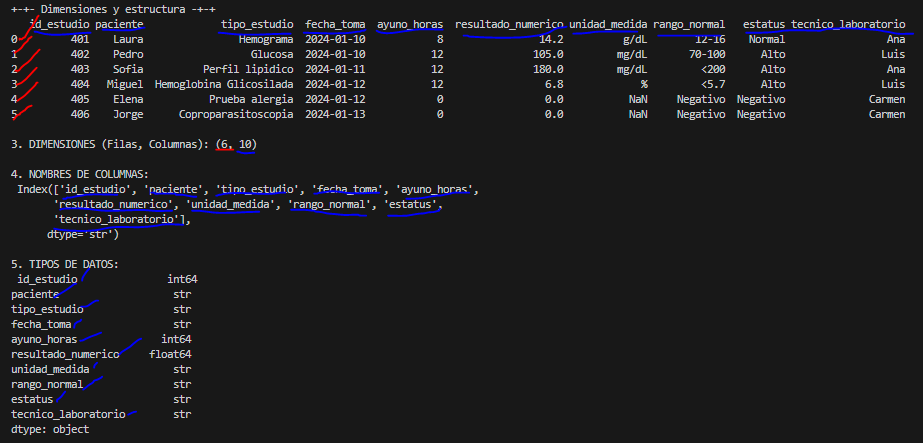 +-+- Dimensiones y estructura -+-+
id_estudio paciente tipo_estudio fecha_toma ayuno_horas resultado_numerico unidad_medida rango_normal estatus tecnico_laboratorio
0 401 Laura Hemograma 2024-01-10 8 14.2 g/dL 12-16 Normal Ana
1 402 Pedro Glucosa 2024-01-10 12 105.0 mg/dL 70-100 Alto Luis
2 403 Sofia Perfil lipidico 2024-01-11 12 180.0 mg/dL <200 Alto Ana
3 404 Miguel Hemoglobina Glicosilada 2024-01-12 12 6.8 % <5.7 Alto Luis
4 405 Elena Prueba alergia 2024-01-12 0 0.0 NaN Negativo Negativo Carmen
5 406 Jorge Coproparasitoscopia 2024-01-13 0 0.0 NaN Negativo Negativo Carmen
3. DIMENSIONES (Filas, Columnas): (6, 10)
4. NOMBRES DE COLUMNAS:
Index(['id_estudio', 'paciente', 'tipo_estudio', 'fecha_toma', 'ayuno_horas',
'resultado_numerico', 'unidad_medida', 'rango_normal', 'estatus',
'tecnico_laboratorio'],
dtype='str')
5. TIPOS DE DATOS:
id_estudio int64
paciente str
tipo_estudio str
fecha_toma str
ayuno_horas int64
resultado_numerico float64
unidad_medida str
rango_normal str
estatus str
tecnico_laboratorio str
dtype: object